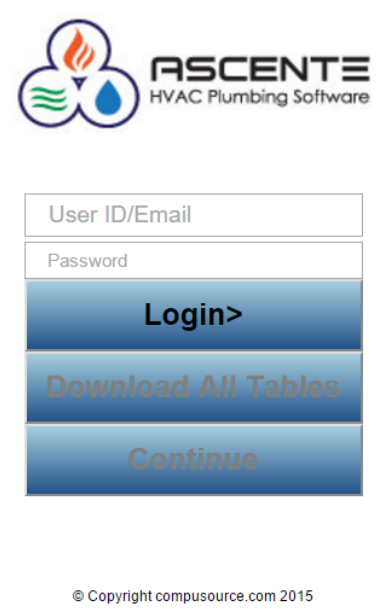 ASCENTE
HVAC Plumbing Software
User ID/Email
Password
Login>
Download All Tables
Continue
© Copyright compusource.com 2015